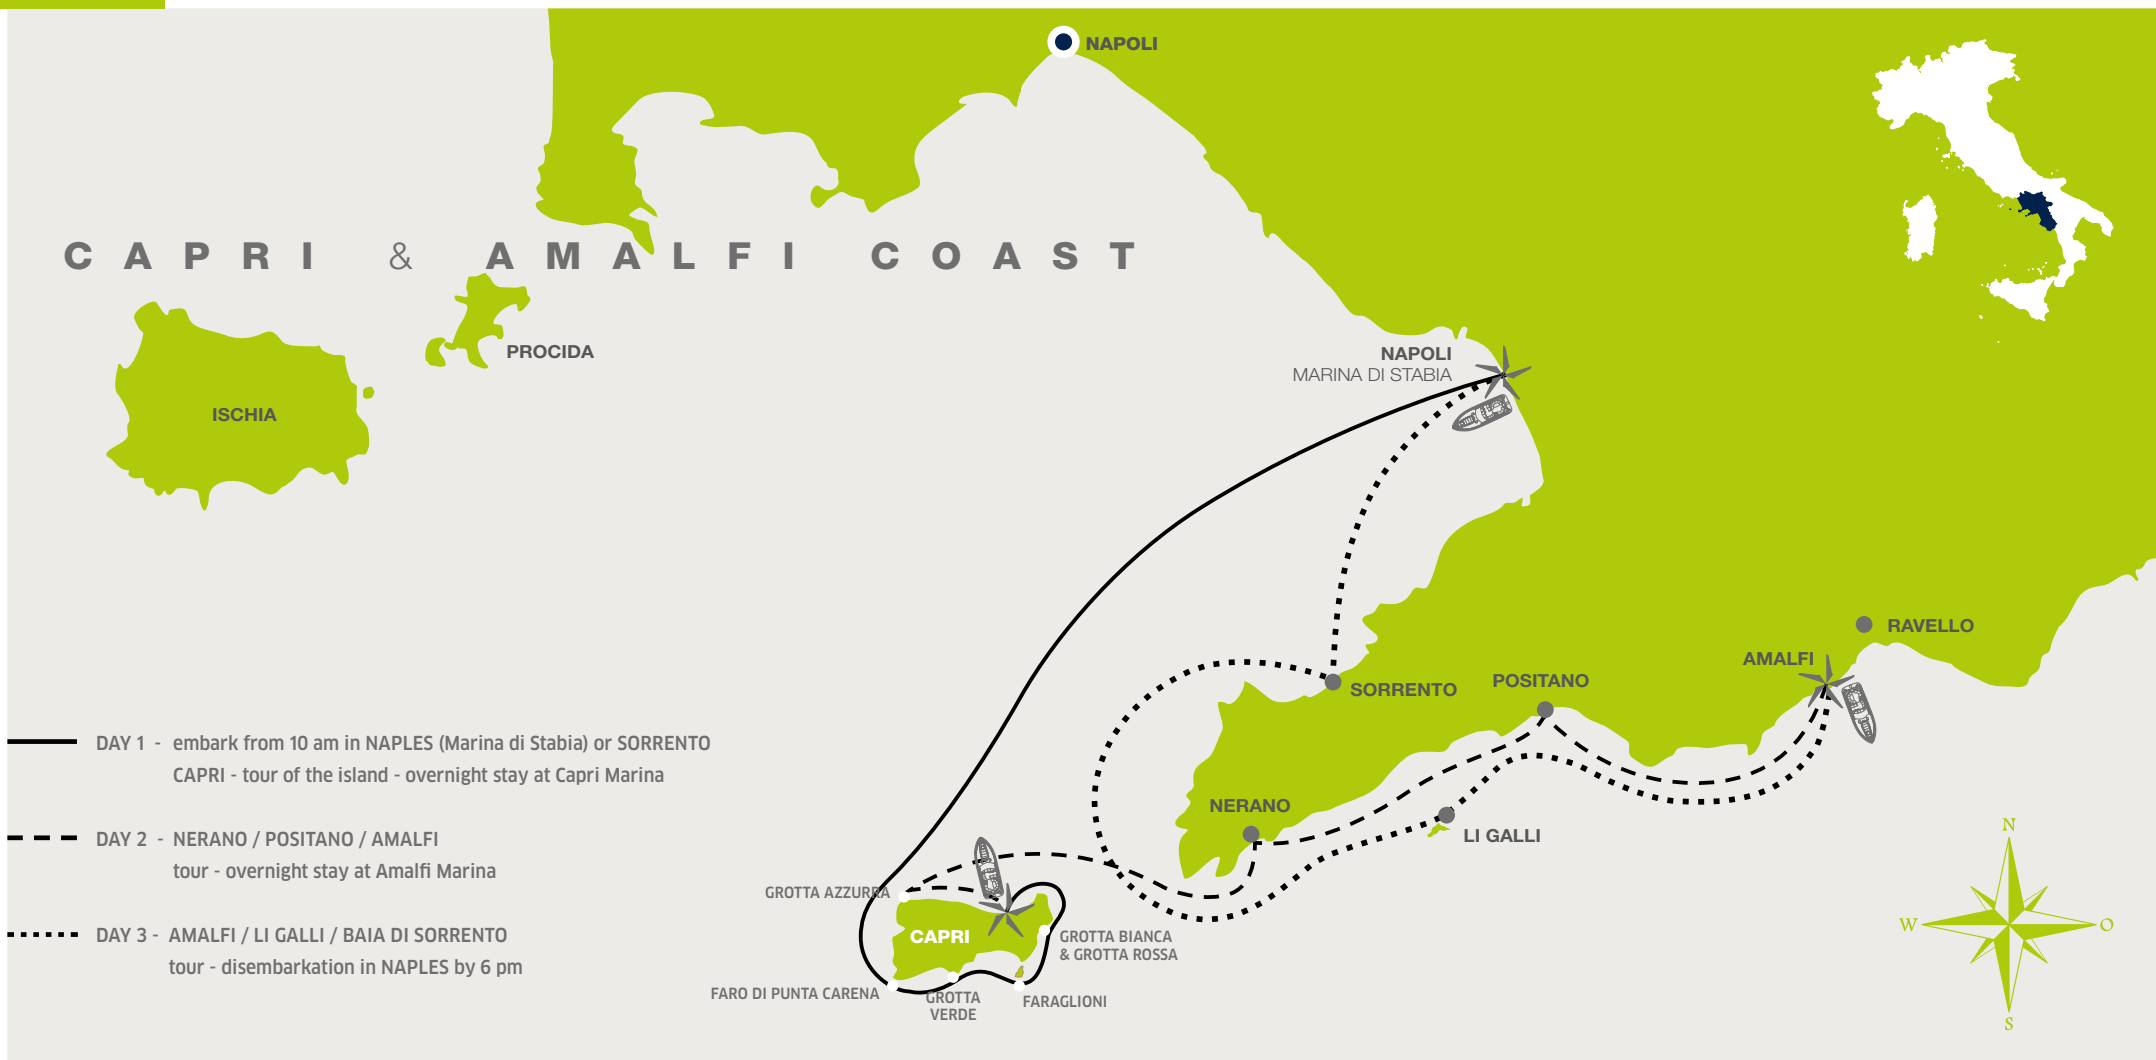 NAPOLI
CAPRI & AMALFI COAST
PROCIDA
ISCHIA
NAPOLI
MARINA DI STABIA
RAVELLO
AMALFI
POSITANO
SORRENTO
NERANO
LI GALLI
DAY 1 - embark from 10 am in NAPLES (Marina di Stabia) or SORRENTO
CAPRI - tour of the island - overnight stay at Capri Marina
DAY 2 - NERANO / POSITANO / AMALFI
tour - overnight stay at Amalfi Marina
DAY 3 - AMALFI / LI GALLI / BAIA DI SORRENTO
tour - disembarkation in NAPLES by 6 pm
GROTTA AZZURRA
CAPRI
GROTTA BIANCA
& GROTTA ROSSA
FARO DI PUNTA CARENA
GROTTA
VERDE
FARAGLIONI
N
W
O
S